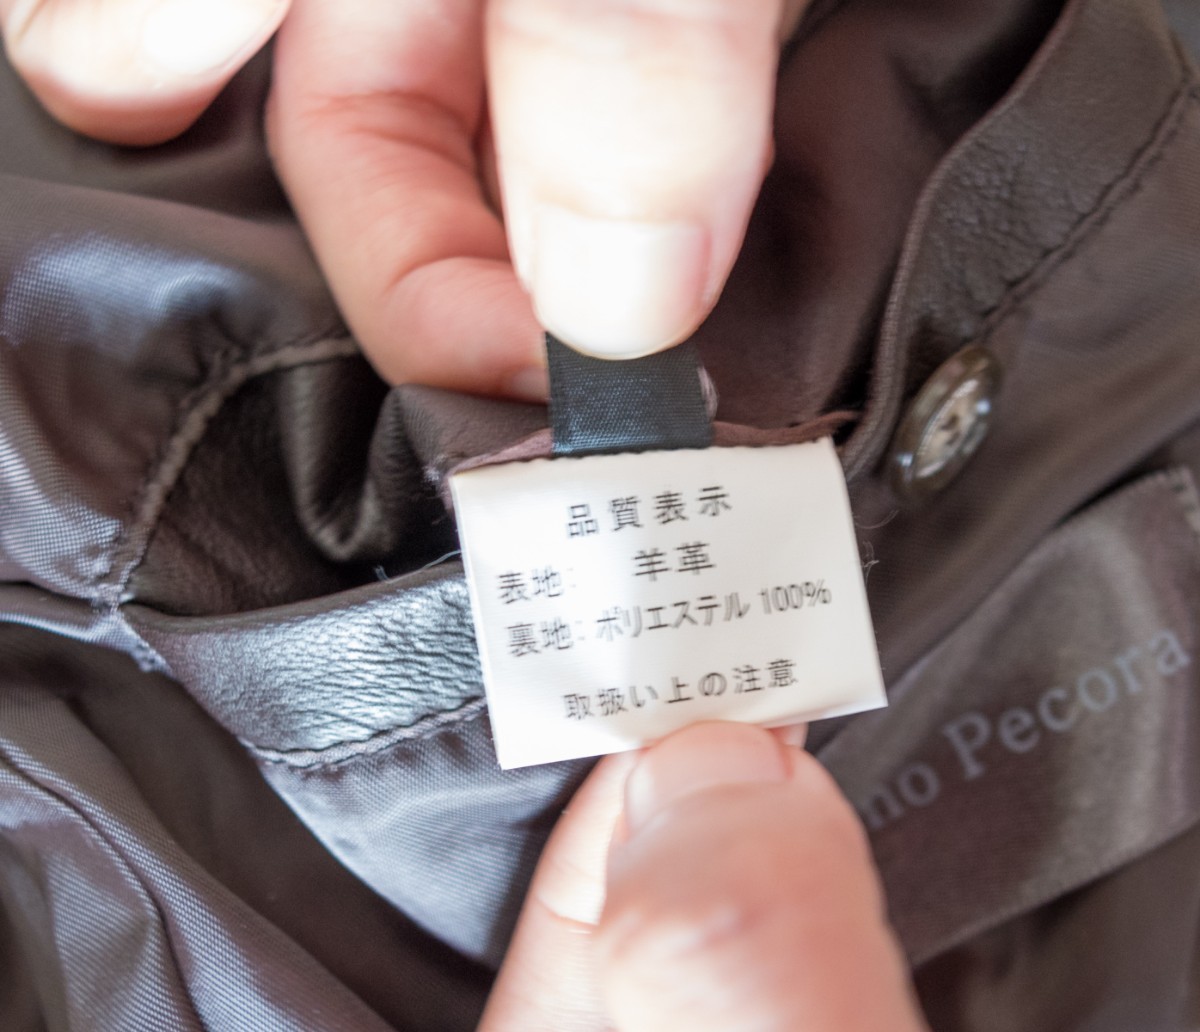 品質表示
表地: 羊革
裏地: ポリエステル 100%
取扱い上の注意
no Pecora